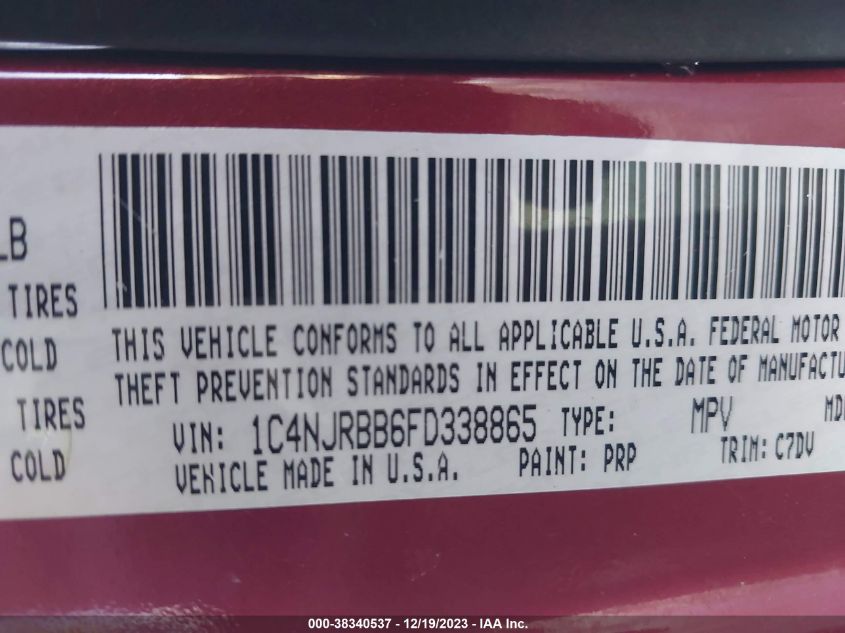 LB
TIRES
COLD
TIRES
COLD
THIS VEHICLE CONFORMS TO ALL APPLICABLE U.S.A. FEDERAL MOTOR
THEFT PREVENTION STANDARDS IN EFFECT ON THE DATE OF MANUFACTU
VIN: 1C4NJRBB6FD338865 TYPE: MPV MD
VEHICLE MADE IN U.S.A. PAINT: PRP TRIM: C7DV
000-38340537 - 12/19/2023 - IAA Inc.